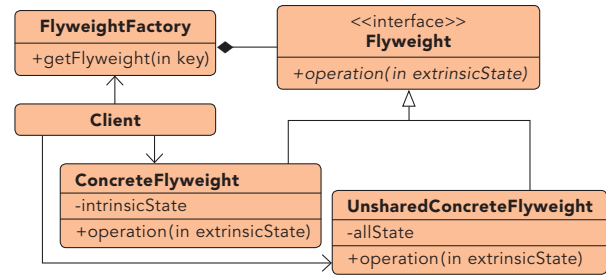 FlyweightFactory
+getFlyweight(in key)
<<interface>>
Flyweight
+operation(in extrinsicState)
Client
ConcreteFlyweight
-intrinsicState
+operation(in extrinsicState)
UnsharedConcreteFlyweight
-allState
+operation(in extrinsicState)